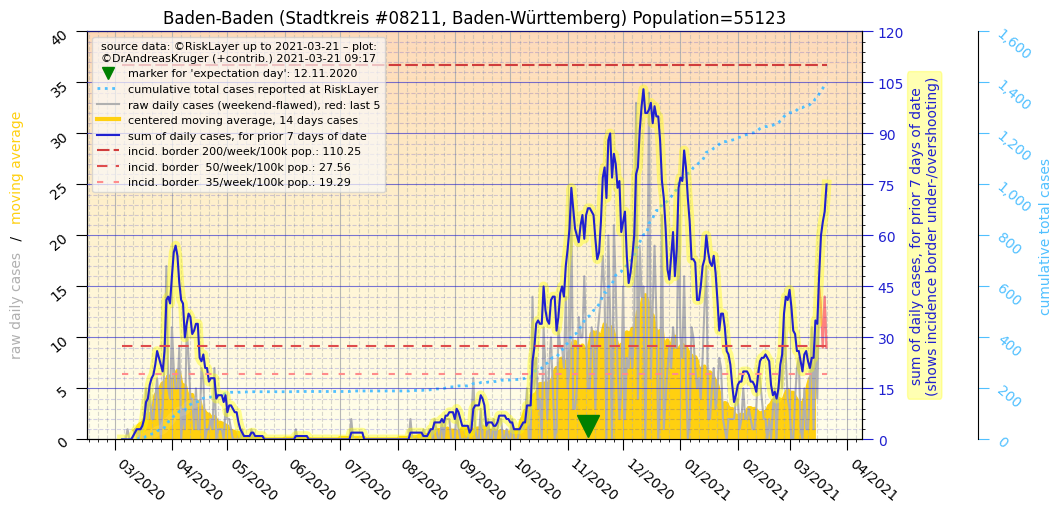 Baden-Baden (Stadtkreis #08211, Baden-Württemberg) Population=55123
source data: ©RiskLayer up to 2021-03-21 – plot:
©DrAndreasKruger (+contrib.) 2021-03-21 09:17
marker for 'expectation day': 12.11.2020
cumulative total cases reported at RiskLayer
raw daily cases (weekend-flawed), red: last 5
centered moving average, 14 days cases
sum of daily cases, for prior 7 days of date
incid. border 200/week/100k pop.: 110.25
incid. border  50/week/100k pop.: 27.56
incid. border  35/week/100k pop.: 19.29
raw daily cases  /  moving average
40
35
30
25
20
15
10
5
0
03/2020
04/2020
05/2020
06/2020
07/2020
08/2020
09/2020
10/2020
11/2020
12/2020
01/2021
02/2021
03/2021
04/2021
120
105
90
75
60
45
30
15
0
sum of daily cases, for prior 7 days of date
(shows incidence border under-/overshooting)
1,600
1,400
1,200
1,000
800
600
400
200
0
cumulative total cases